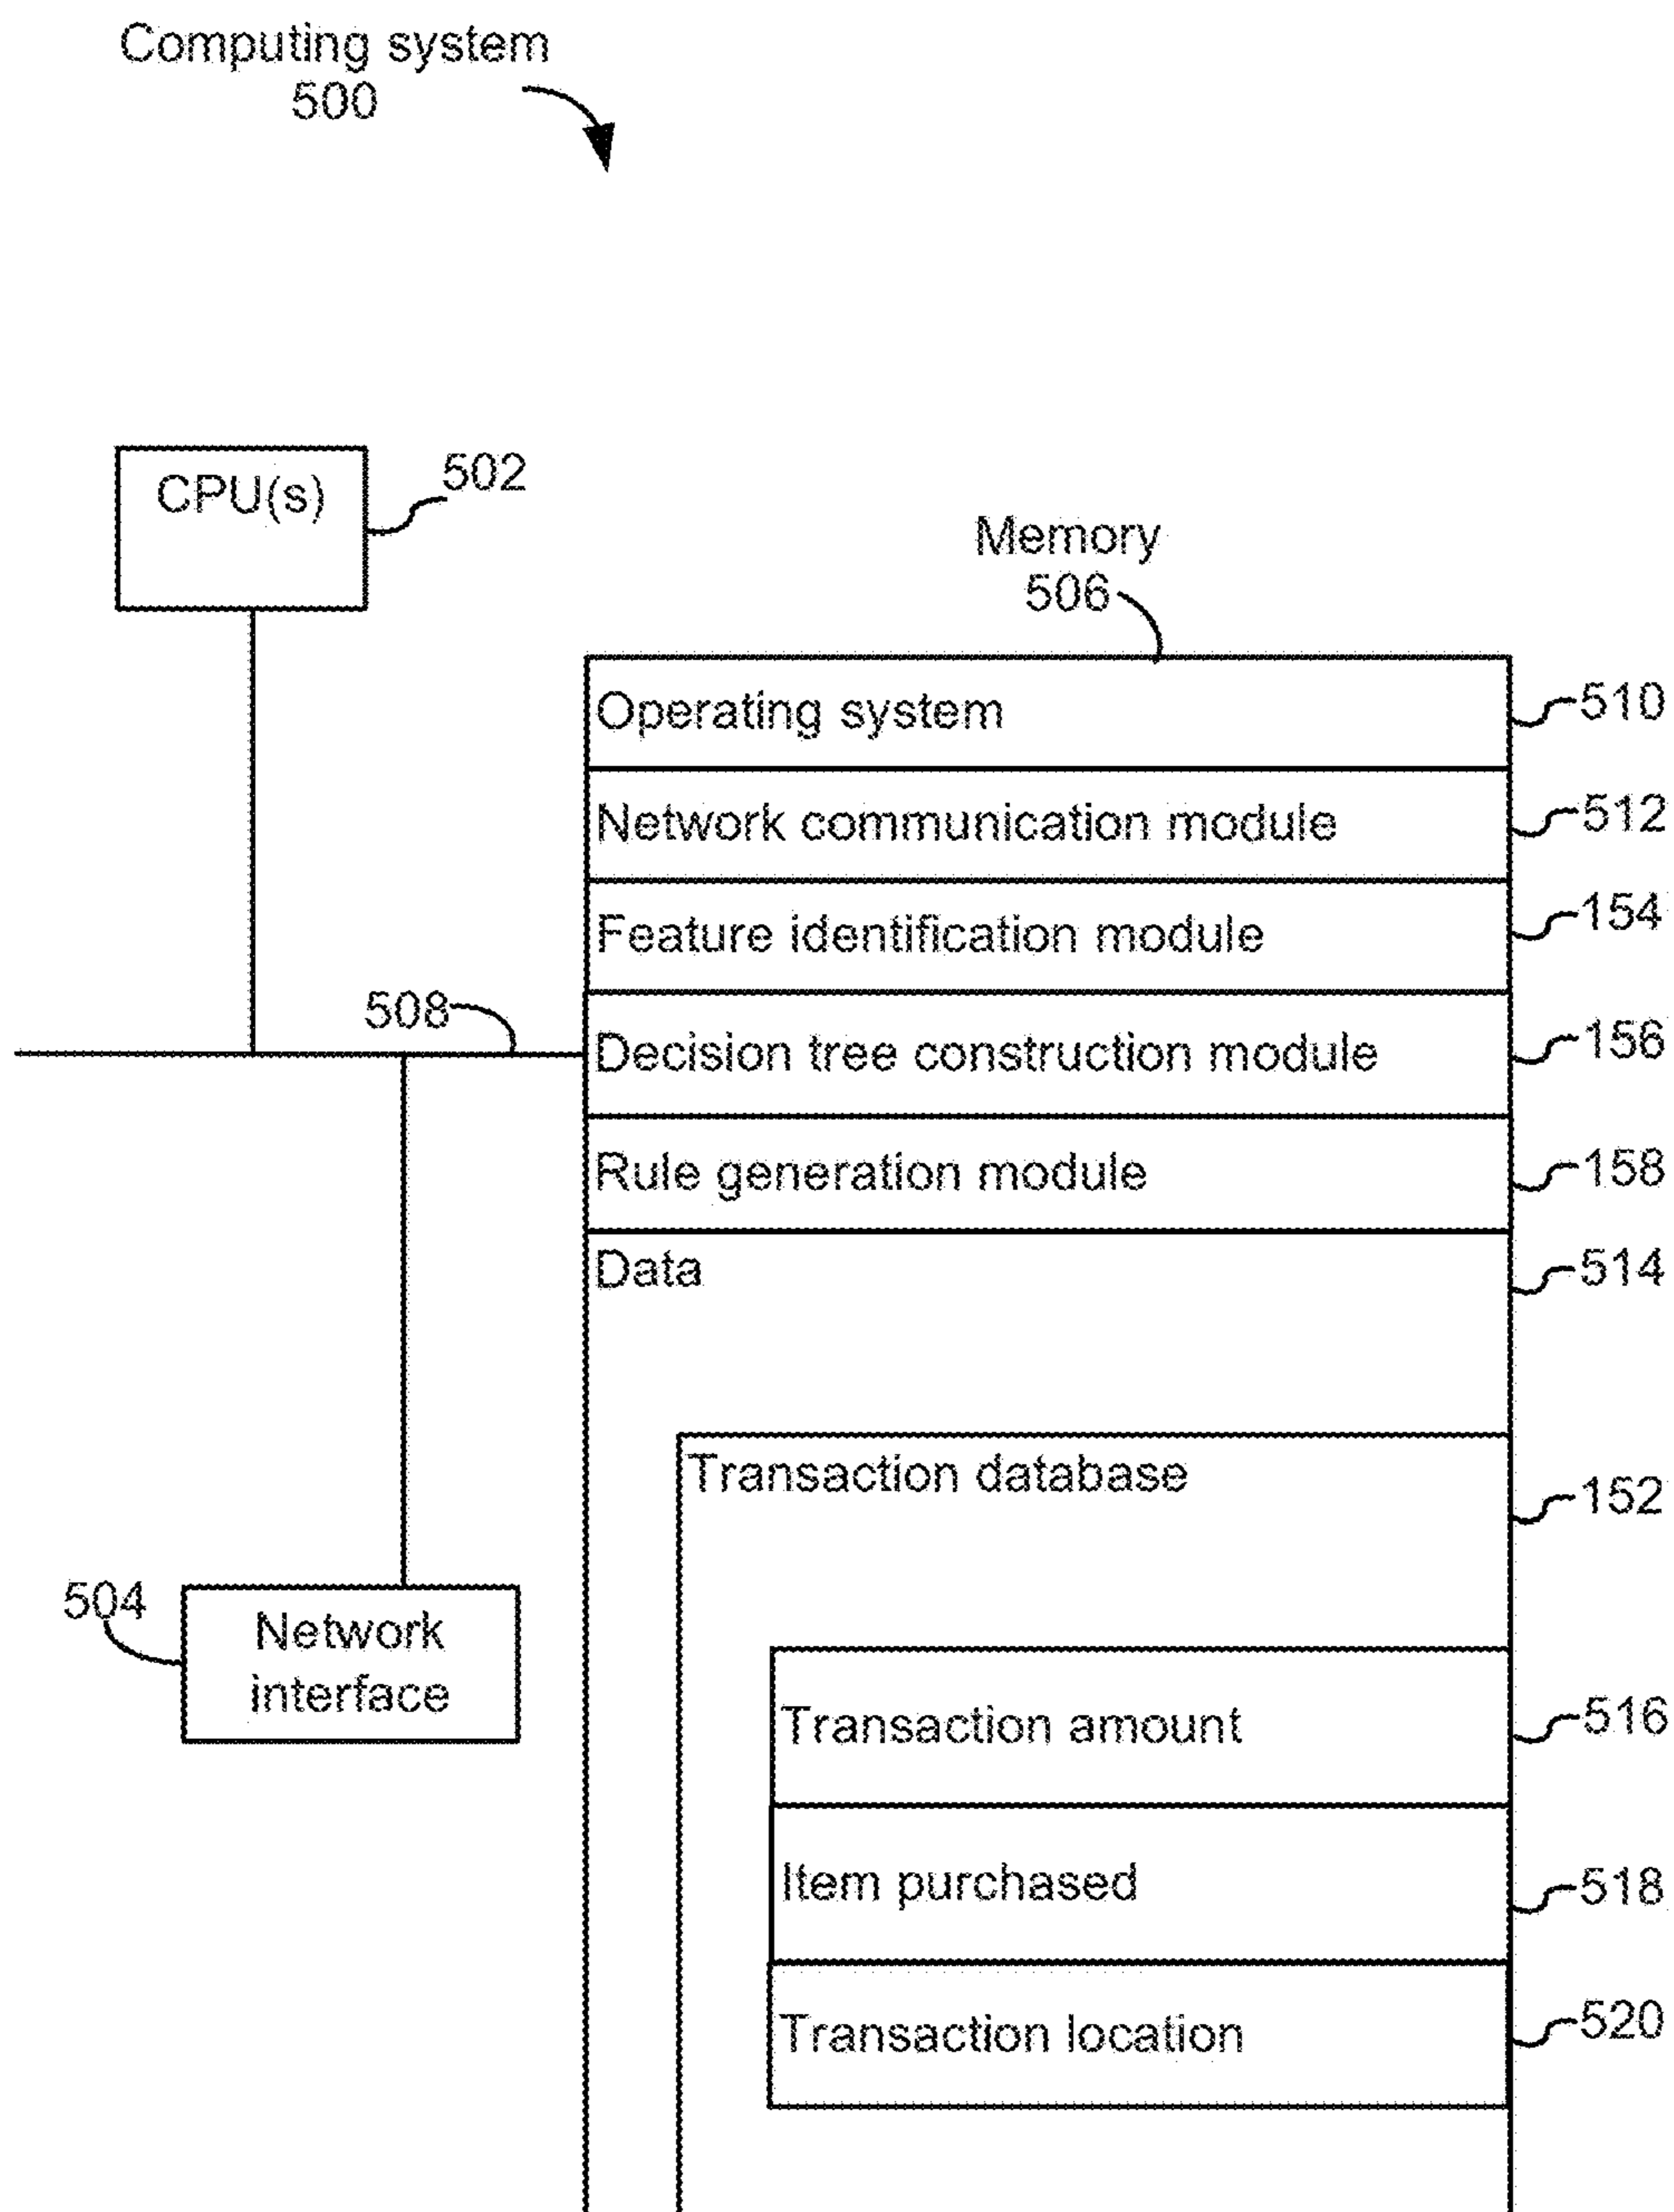 Computing system
500
CPU(s)
502
Memory
506
Operating system
510
Network communication module
512
Feature identification module
154
508
Decision tree construction module
156
Rule generation module
158
Data
514
Transaction database
152
504
Network
interface
Transaction amount
516
Item purchased
518
Transaction location
520